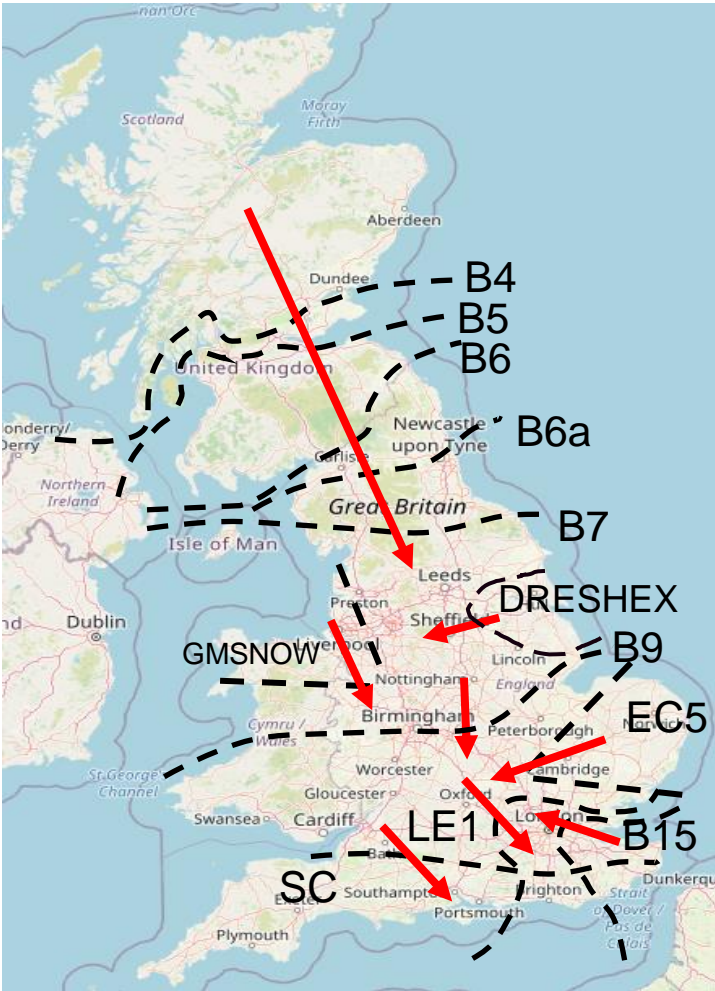 nan Orc
Scotland
Moray
Firth
Aberdeen
Dundee
B4
B5
United Kingdom
B6
onderry/
Derry
Newcastle
upon Tyne
B6a
Carlisle
Northern
Ireland
Great Britain
Isle of Man
B7
Leeds
Preston
DRESHEX
Sheffield
nd
Dublin
Liverpool
GMSNOW
Lincoln
B9
Nottingham
England
Birmingham
Norwich
EC5
Cymru /
Wales
Peterborough
St George's
Channel
Worcester
Cambridge
Gloucester
Oxford
Swansea
Cardiff
LE1
London
B15
Bath
SC
Exeter
Southampton
Brighton
Strait
of Dover /
Pas de
Calais
Dunkerqu
Portsmouth
Plymouth